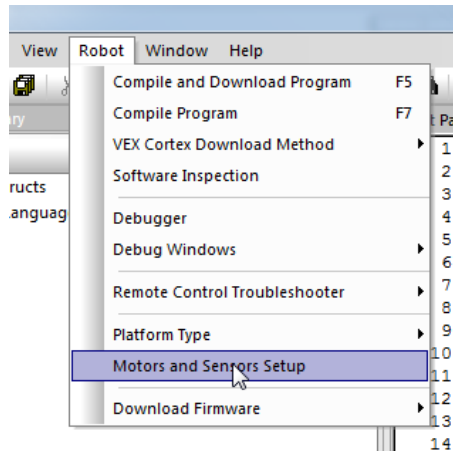 View Robot Window Help
ry
Compile and Download Program F5
Compile Program F7
t Pa
VEX Cortex Download Method
Software Inspection
ructs
.anguag
Debugger
Debug Windows
Remote Control Troubleshooter
Platform Type
Motors and Sensors Setup
Download Firmware
1
2
3
4
5
6
7
8
9
10
11
12
13
14